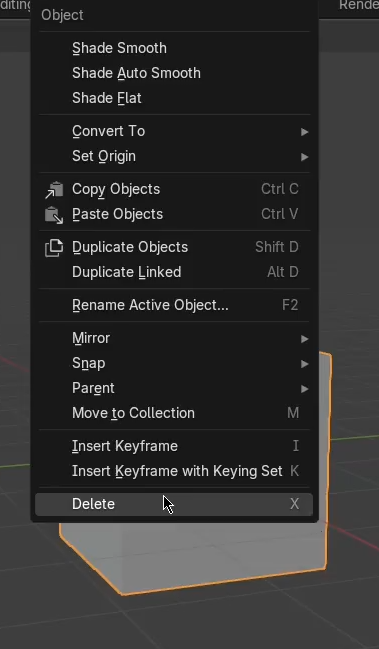 diting
Rende
Object
Shade Smooth
Shade Auto Smooth
Shade Flat
Convert To
Set Origin
Copy Objects Ctrl C
Paste Objects Ctrl V
Duplicate Objects Shift D
Duplicate Linked Alt D
Rename Active Object... F2
Mirror
Snap
Parent
Move to Collection M
Insert Keyframe I
Insert Keyframe with Keying Set K
Delete X